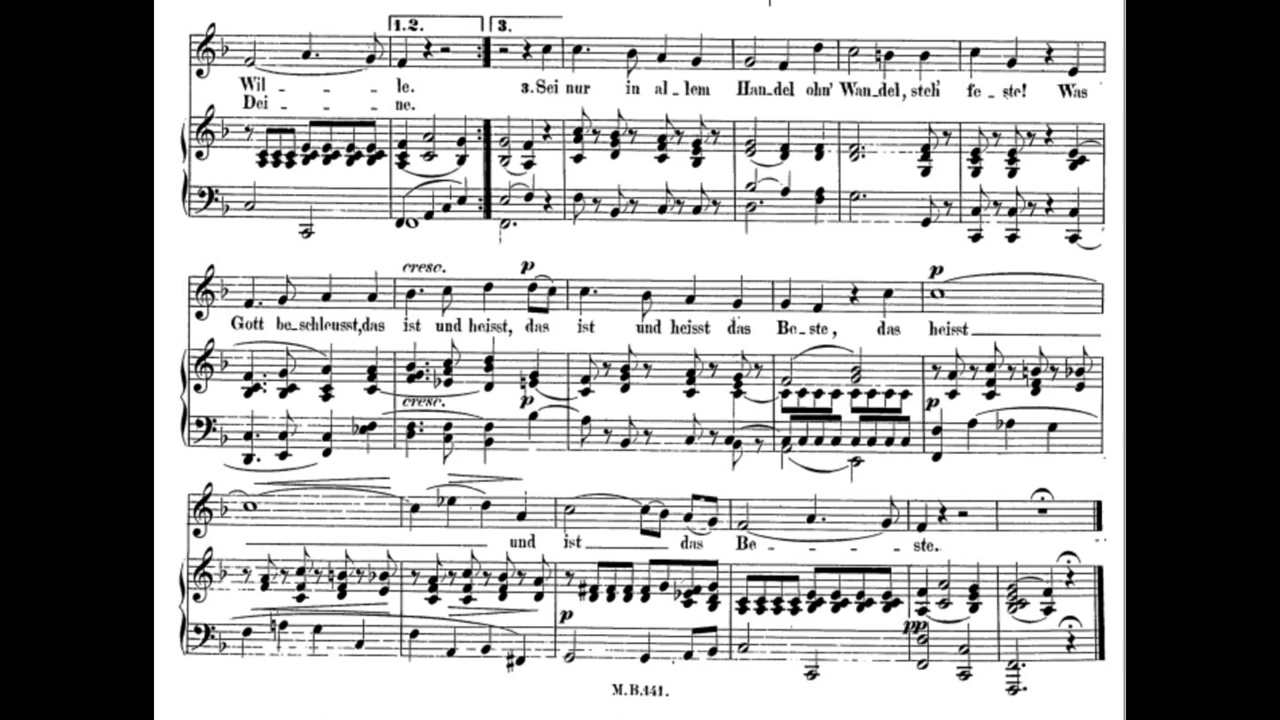 1.2. 3.
Wil - - - le. 3. Sei nur in al-lem Han-del ohn' Wan-del, steh' fe-ste! Was
Dei - - - ne.
cresc. p p
Gott be-schleusst, das ist und heisst, das ist und heisst das Be-ste, das heisst
cresc. p p
und ist das Be - - - ste.
p pp
M.B.141.